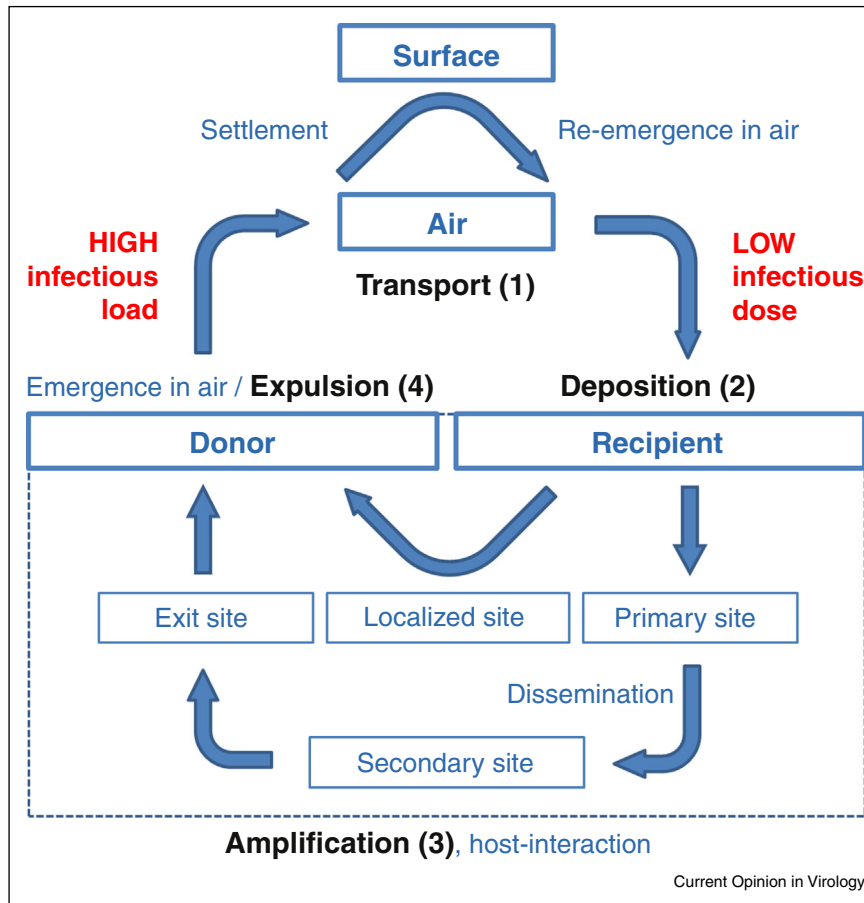 Surface
Settlement
Re-emergence in air
Air
HIGH
infectious
load
LOW
infectious
dose
Transport (1)
Emergence in air / Expulsion (4)
Deposition (2)
Donor
Recipient
Exit site
Localized site
Primary site
Dissemination
Secondary site
Amplification (3), host-interaction
Current Opinion in Virology